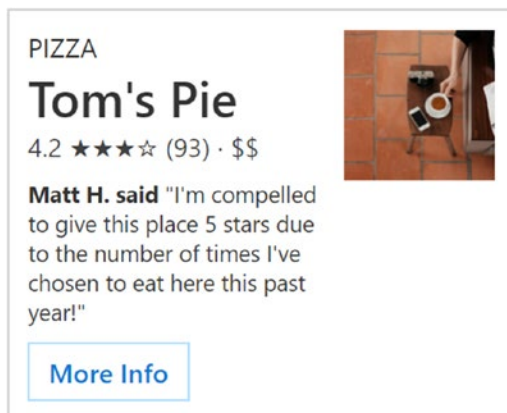 PIZZA
Tom's Pie
4.2 ★★★☆ (93) · $$
Matt H. said "I'm compelled
to give this place 5 stars due
to the number of times I've
chosen to eat here this past
year!"
More Info